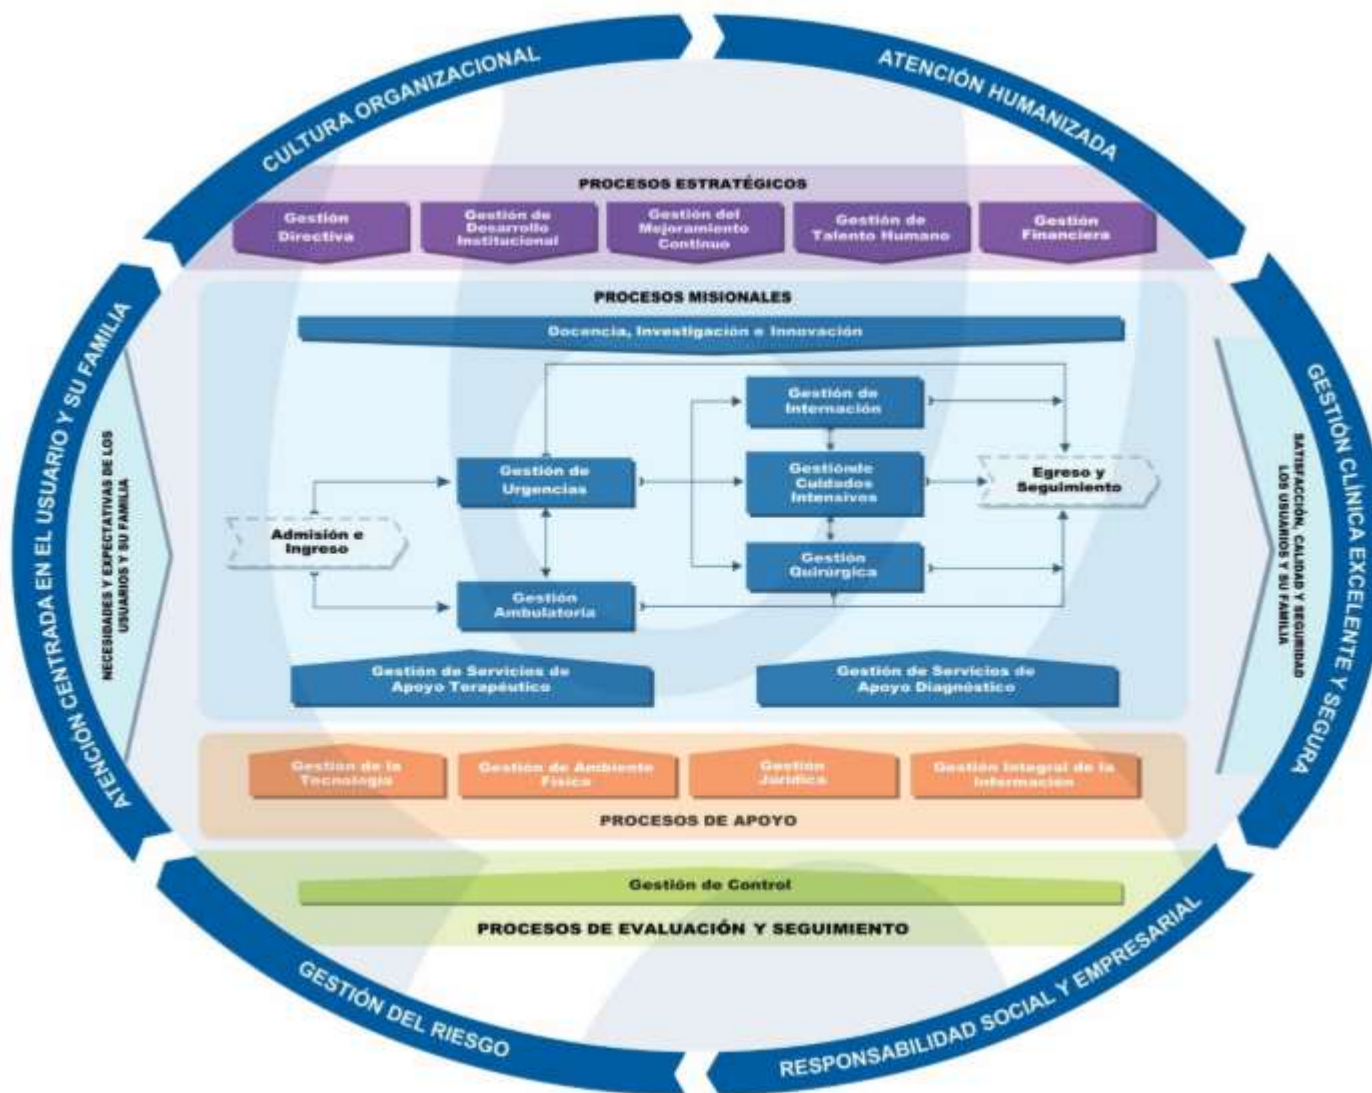 CULTURA ORGANIZACIONAL
ATENCIÓN HUMANIZADA
PROCESOS ESTRATÉGICOS
Gestión
Directiva
Gestión de
Desarrollo
Institucional
Gestión del
Mejoramiento
Continuo
Gestión de
Talento Humano
Gestión
Financiera
PROCESOS MISIONALES
Docencia, Investigación e Innovación
ATENCIÓN CENTRADA EN EL USUARIO Y SU FAMILIA
NECESIDADES Y EXPECTATIVAS DE LOS
USUARIOS Y SU FAMILIA
Admisión e
Ingreso
Gestión de
Urgencias
Gestión
Ambulatoria
Gestión de
Internación
Gestiónde
Cuidados
Intensivos
Gestión
Quirúrgica
Egreso y
Seguimiento
SATISFACCIÓN, CALIDAD Y SEGURIDAD
LOS USUARIOS Y SU FAMILIA
GESTIÓN CLÍNICA EXCELENTE Y SEGURA
Gestión de Servicios de
Apoyo Terapéutico
Gestión de Servicios de
Apoyo Diagnóstico
Gestión de la
Tecnología
Gestión de Ambiente
Físico
Gestión
Jurídica
Gestión Integral de la
Información
PROCESOS DE APOYO
Gestión de Control
PROCESOS DE EVALUACIÓN Y SEGUIMIENTO
GESTIÓN DEL RIESGO
RESPONSABILIDAD SOCIAL Y EMPRESARIAL